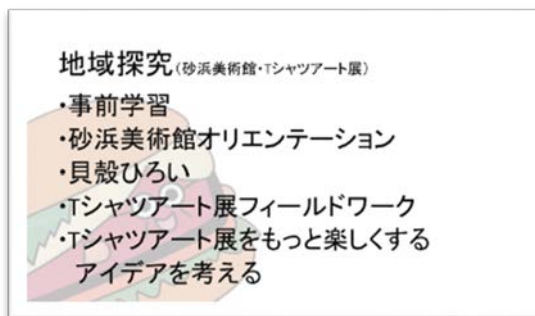 地域探究(砂浜美術館・Tシャツアート展)
・事前学習
・砂浜美術館オリエンテーション
・貝殻ひろい
・Tシャツアート展フィールドワーク
・Tシャツアート展をもっと楽しくする
アイデアを考える